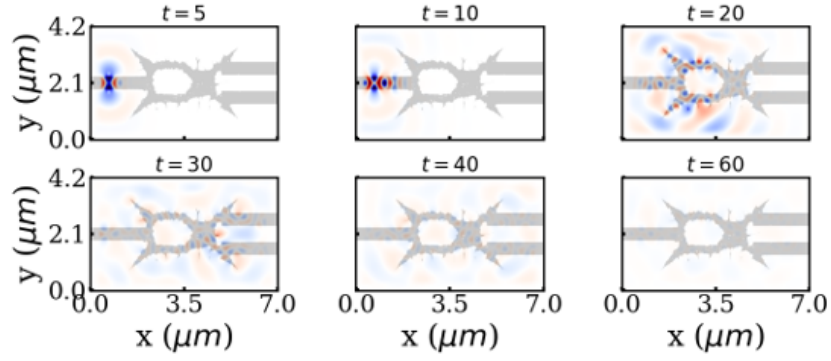 t = 5 t = 10 t = 20
4.2
2.1
0.0
y (μm)
t = 30 t = 40 t = 60
4.2
2.1
0.0
y (μm)
0.0 3.5 7.0 0.0 3.5 7.0 0.0 3.5 7.0
x (μm) x (μm) x (μm)